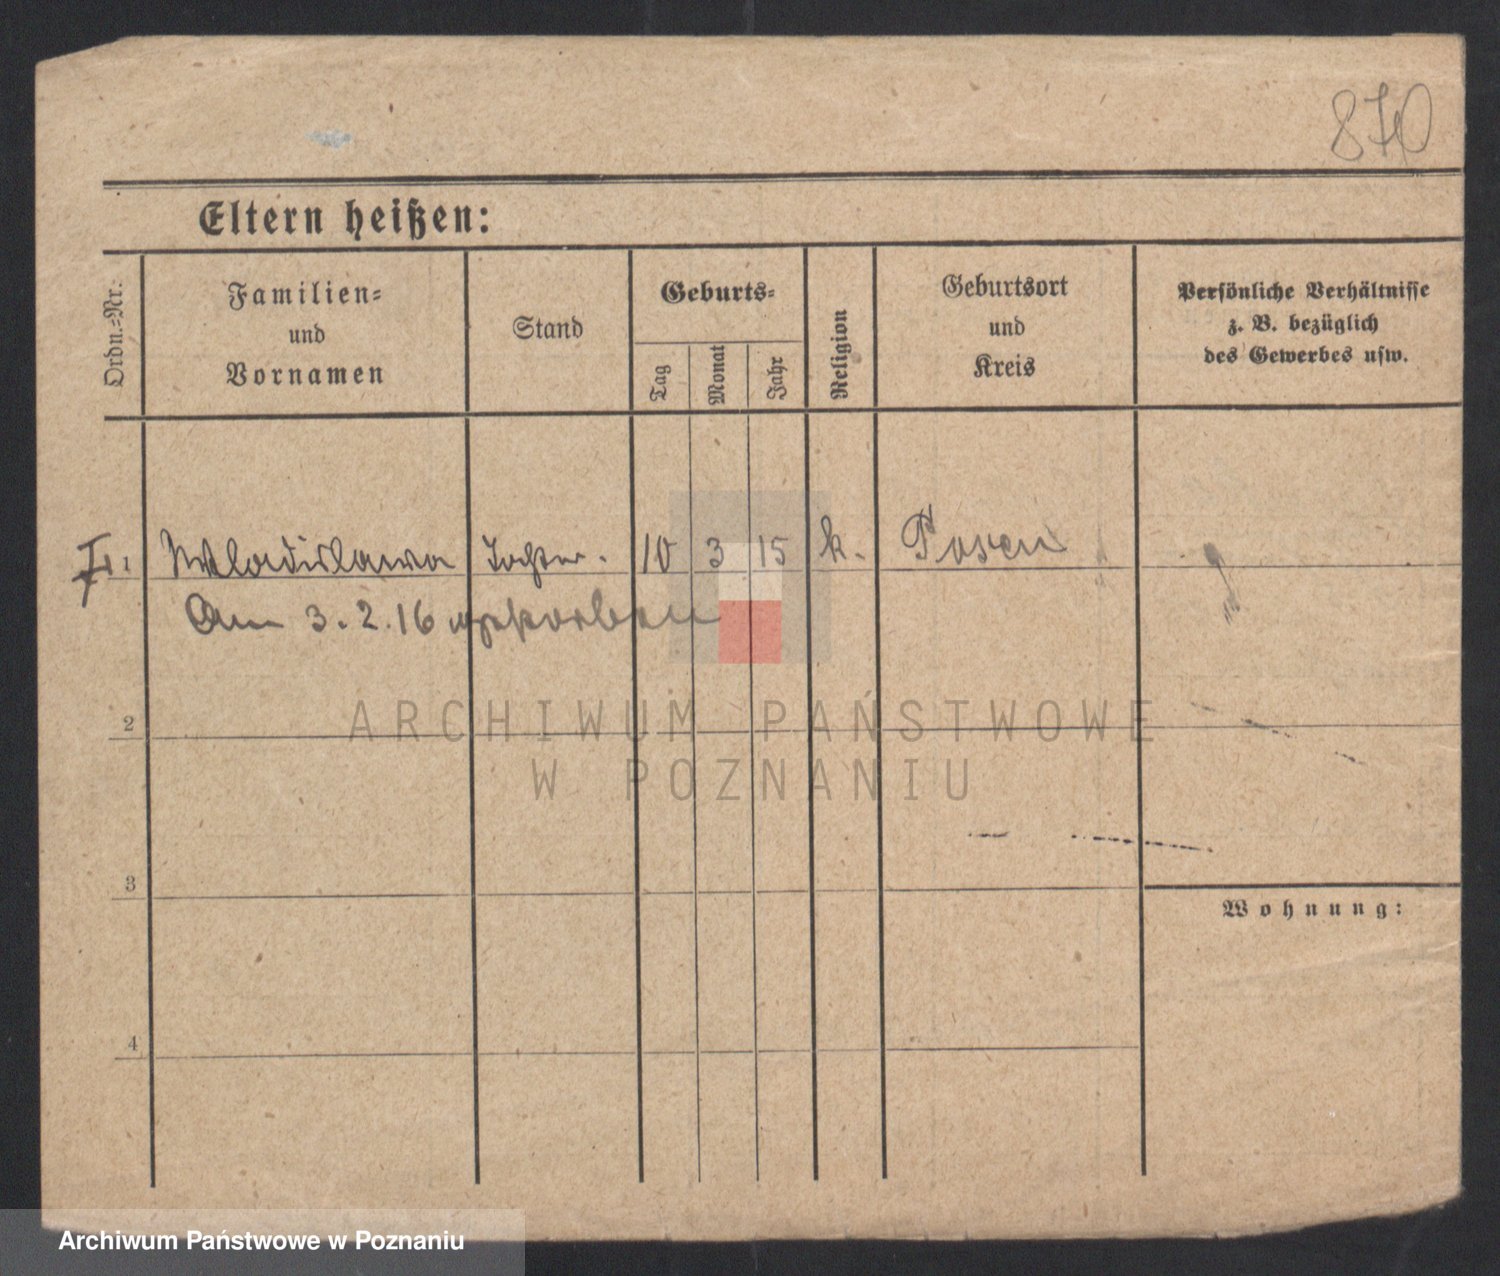 870
Eltern heißen:
Ordn.=Nr.
Familien=
und
Vornamen
Stand
Geburts=
Tag
Monat
Jahr
Religion
Geburtsort
und
Kreis
Persönliche Verhältnisse
z. B. bezüglich
des Gewerbes usw.
1 Wladislawa Tochter. 10 3 15 k. Posen
Am 3.2.16 gestorben
ARCHIWUM PAŃSTWOWE
W POZNANIU
2
3
Wohnung:
4
Archiwum Państwowe w Poznaniu